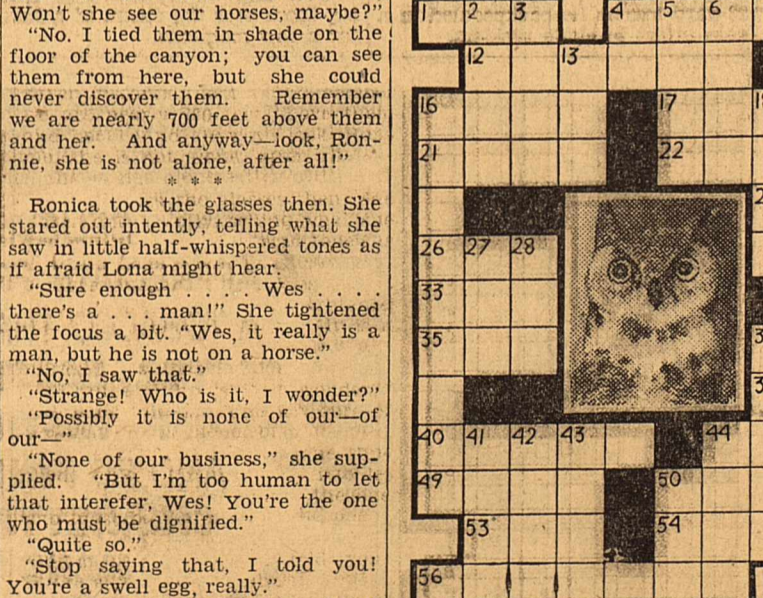 Won't she see our horses, maybe?"
"No. I tied them in shade on the
floor of the canyon; you can see
them from here, but she could
never discover them. Remember
we are nearly 700 feet above them
and her. And anyway—look, Ron-
nie, she is not alone, after all!"
* * *
Ronica took the glasses then. She
stared out intently, telling what she
saw in little half-whispered tones as
if afraid Lona might hear.
"Sure enough . . . . Wes . . . .
there's a . . . man!" She tightened
the focus a bit. "Wes, it really is a
man, but he is not on a horse."
"No, I saw that."
"Strange! Who is it, I wonder?"
"Possibly it is none of our—of
our—"
"None of our business," she sup-
plied. "But I'm too human to let
that interefer, Wes! You're the one
who must be dignified."
"Quite so."
"Stop saying that, I told you!
You're a swell egg, really."
1 2 3 4 5 6
12 13
16 17
21 22
26 27 28
33
35
40 41 42 43 44
49 50
53 54
56